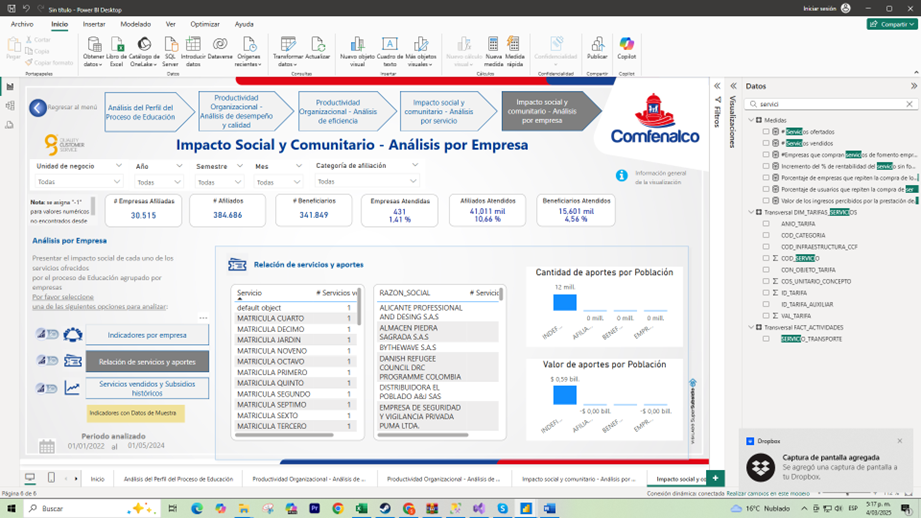 Sin título - Power BI Desktop
Iniciar sesión
Archivo Inicio Insertar Modelado Ver Optimizar Ayuda
Compartir
Pegar
Cortar
Copiar
Copiar formato
Portapapeles
Obtener datos
Libro de Excel
Catálogo de OneLake
SQL Server
Introducir datos
Dataverse
Orígenes recientes
Datos
Transformar datos
Actualizar
Consultas
Nuevo objeto visual
Cuadro de texto
Más objetos visuales
Insertar
Nuevo cálculo visual
Nueva medida
Medida rápida
Cálculos
Confidencialidad
Confidencialidad
Publicar
Compartir
Copilot
Copilot
Regresar al menú
Análisis del Perfil del Proceso de Educación
Productividad Organizacional - Análisis de desempeño y calidad
Productividad Organizacional - Análisis de eficiencia
Impacto social y comunitario - Análisis por servicio
Impacto social y comunitario - Análisis por empresa
Comfenalco
QUALITY CUSTOMER SERVICE
Impacto Social y Comunitario - Análisis por Empresa
Unidad de negocio Año Semestre Mes Categoría de afiliación
Todas Todas Todas Todas Todas
Información general de la visualización
Nota: se asigna "-1"
para valores numéricos
no encontrados desde
# Empresas Afiliadas
30.515
# Afiliados
384.686
# Beneficiarios
341.849
Empresas Atendidas
431
1,41 %
Afiliados Atendidos
41,011 mil
10,66 %
Beneficiarios Atendidos
15.601 mil
4.56 %
Análisis por Empresa
Presentar el impacto social de cada uno de los
servicios ofrecidos
por el proceso de Educación agrupado por
empresas
Por favor seleccione
una de las siguientes opciones para analizar:
Indicadores por empresa
Relación de servicios y aportes
Servicios vendidos y Subsidios históricos
Indicadores con Datos de Muestra
Periodo analizado
01/01/2022 al 01/05/2024
Relación de servicios y aportes
Servicio # Servicios v
default object 1
MATRICULA CUARTO 1
MATRICULA DECIMO 1
MATRICULA JARDIN 1
MATRICULA NOVENO 1
MATRICULA OCTAVO 1
MATRICULA PRIMERO 1
MATRICULA QUINTO 1
MATRICULA SEGUNDO 1
MATRICULA SEPTIMO 1
MATRICULA SEXTO 1
MATRICULA TERCERO 1
RAZON_SOCIAL # Servicio
ALICANTE PROFESSIONAL
AND DESING S.A.S
ALMACEN PIEDRA
SAGRADA S.A.S
BYTHEWAVE S.A.S
DANISH REFUGEE
COUNCIL DRC
PROGRAMME COLOMBIA
DISTRIBUIDORA EL
POBLADO A&J SAS
EMPRESA DE SEGURIDAD
Y VIGILANCIA PRIVADA
PUMA LTDA.
Cantidad de aportes por Población
12 mil.
0 mil. 0 mil. 0 mil.
INDEF... AFILIA... BENEF... EMPR...
Valor de aportes por Población
$ 0,59 bill.
-$ 0,00 bill. -$ 0,00 bill.
INDEFI... AFILIA... BENEF... EMPR...
Filtros
Visualizaciones
Datos
servici
Medidas
# Servicios ofertados
# Servicios vendidos
#Empresas que compran servicios de fomento emp...
Incremento del % de rentabilidad del servicio sin fo...
Porcentaje de empresas que repiten la compra de lo...
Porcentaje de usuarios que repiten la compra de ser
Valor de los ingresos percibidos por la prestación de
Transversal DIM_TARIFAS_SERVICIOS
ANIO_TARIFA
COD_CATEGORIA
COD_INFRAESTRUCTURA_CCF
COD_SERVICIO
CON_OBJETO_TARIFA
COS_UNITARIO_CONCEPTO
ID_TARIFA
ID_TARIFA_AUXILIAR
VAL_TARIFA
Transversal FACT_ACTIVIDADES
SERVICIO_TRANSPORTE
Dropbox
Captura de pantalla agregada
Se agregó una captura de pantalla a
tu Dropbox.
Inicio Análisis del Perfil del Proceso de Educación Productividad Organizacional - Análisis de ... Productividad Organizacional - Análisis de... Impacto social y comunitario - Análisis por ... Impacto social y co
Página 6 de 6
Conexión dinámica: conectada Realizar cambios en este modelo
Buscar
16°C Nublado
ESP
5:17 p. m.
4/03/2025